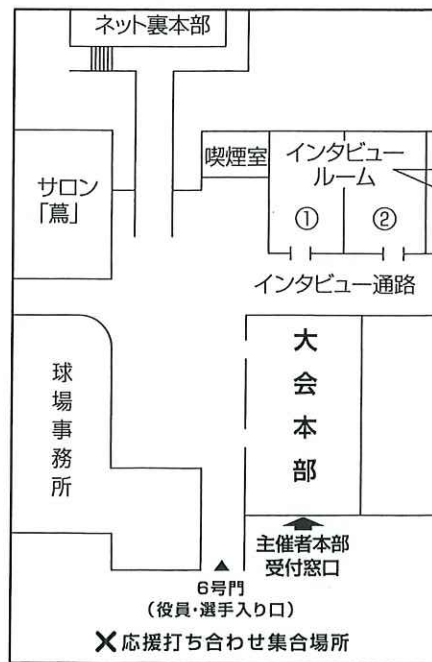 ネット裏本部
喫煙室
インタビュー
ルーム
サロン
「蔦」
①
②
インタビュー通路
大会本部
球場事務所
主催者本部
受付窓口
6号門
(役員・選手入り口)
×応援打ち合わせ集合場所